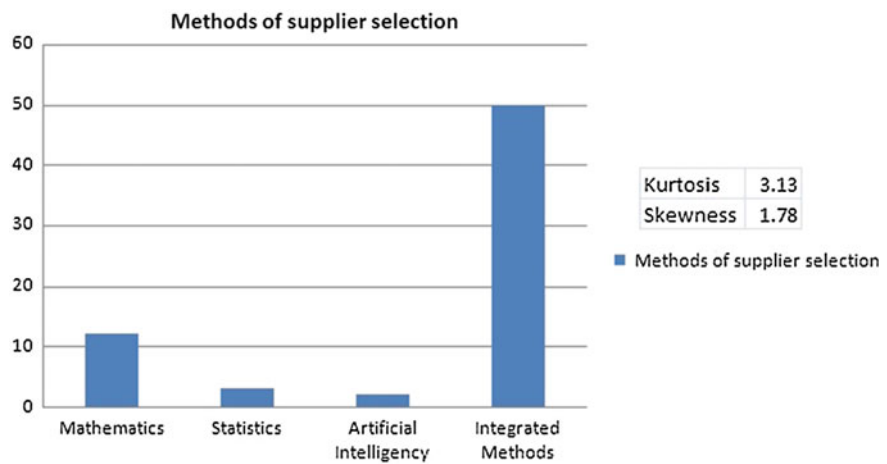 Methods of supplier selection
60
50
40
30
20
10
0
Mathematics
Statistics
Artificial
Intelligency
Integrated
Methods
Kurtosis 3.13
Skewness 1.78
Methods of supplier selection